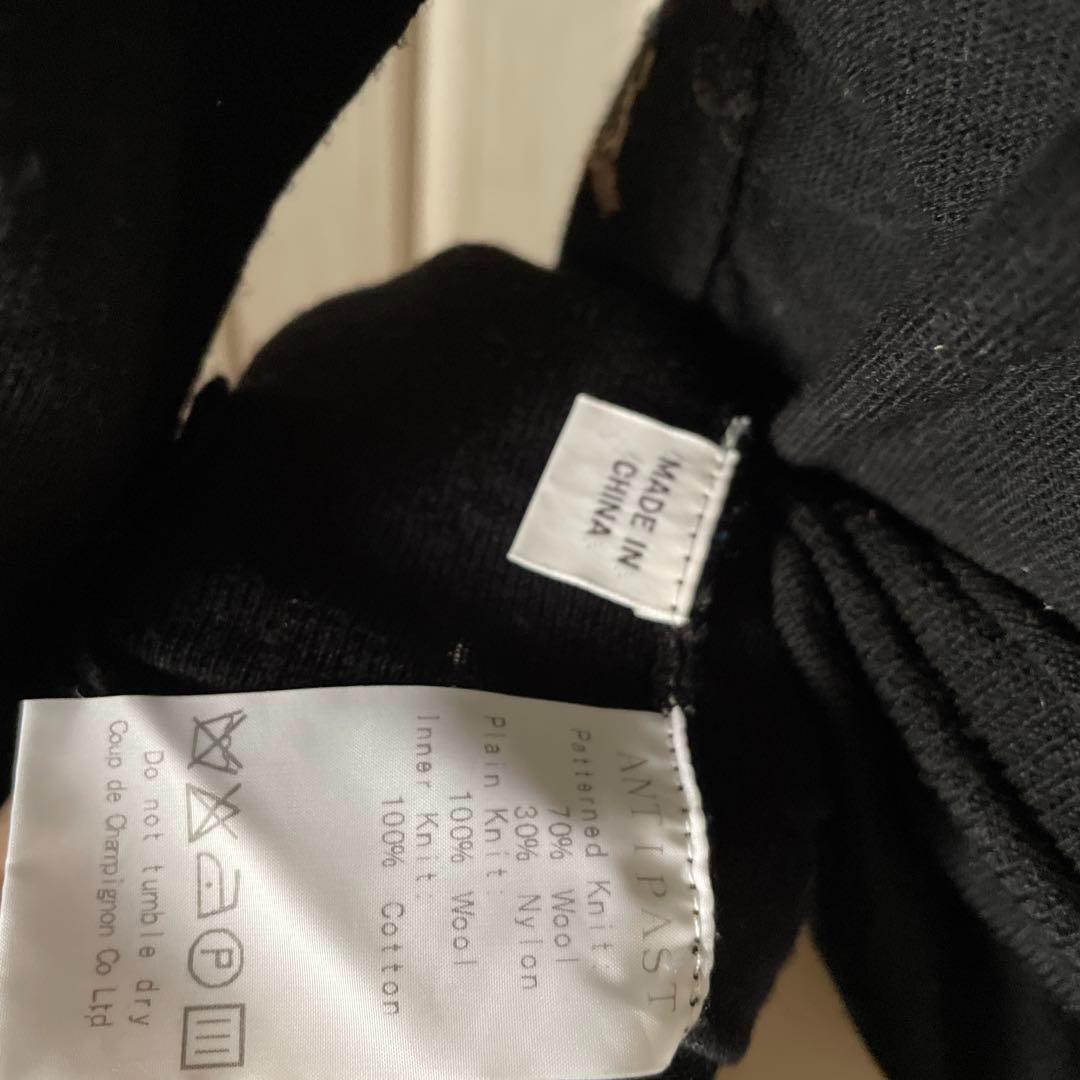 MADE IN
CHINA
ANTIPAST
Patterned Knit:
70% Wool
30% Nylon
Plain Knit:
100% Wool
Inner Knit:
100% Cotton
P
Do not tumble dry
Coup de Champignon Co Ltd